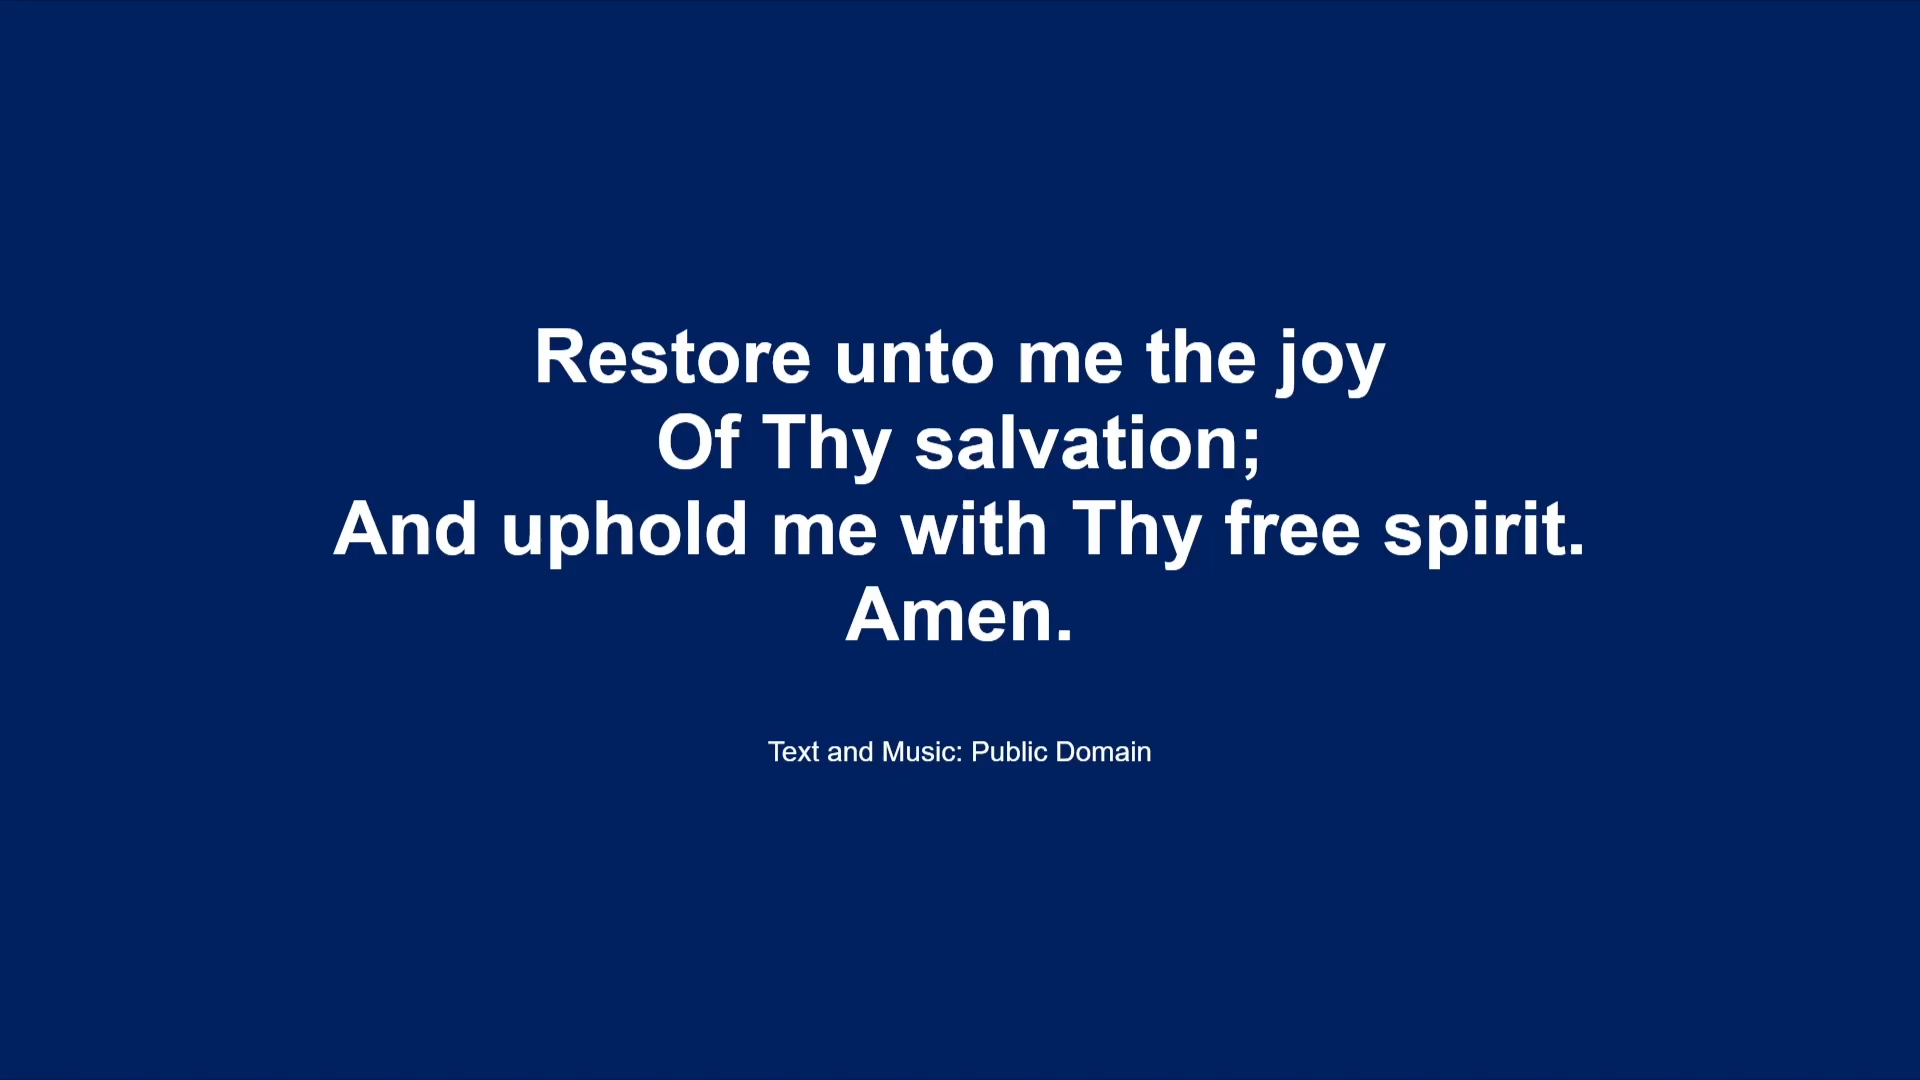 Restore unto me the joy
Of Thy salvation;
And uphold me with Thy free spirit.
Amen.
Text and Music: Public Domain